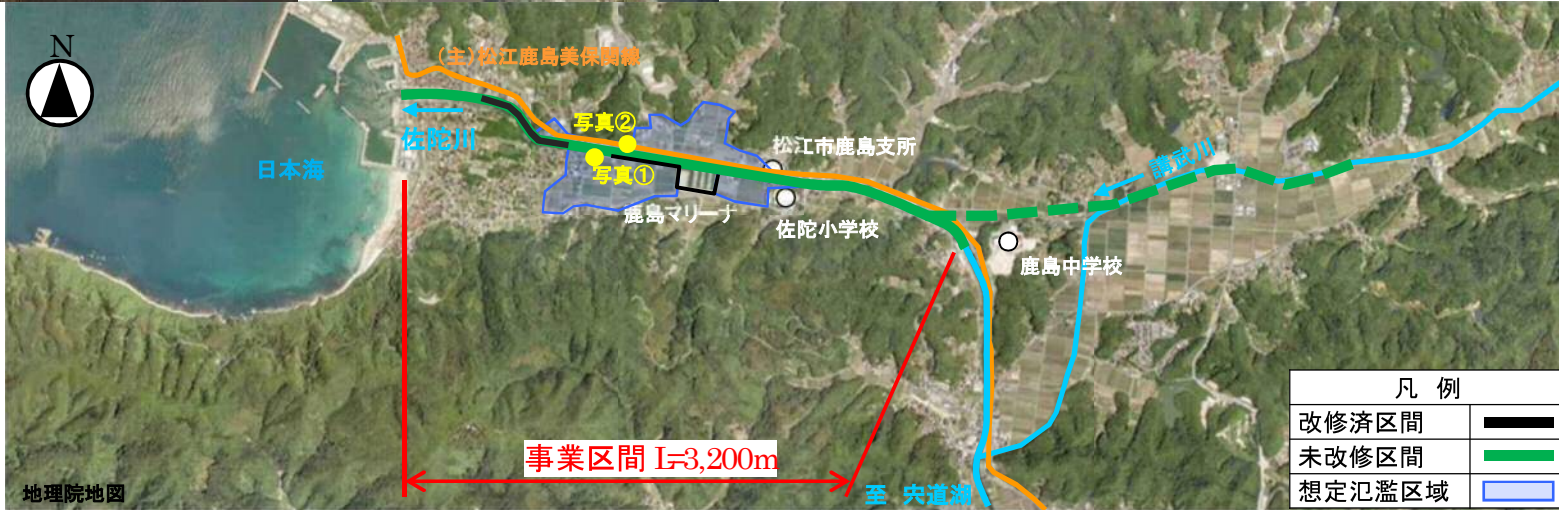 N
(主)松江鹿島美保関線
佐陀川
日本海
写真②
写真①
松江市鹿島支所
鹿島マリーナ
佐陀小学校
講武川
鹿島中学校
事業区間 L=3,200m
至 宍道湖
地理院地図
凡 例
改修済区間
未改修区間
想定氾濫区域